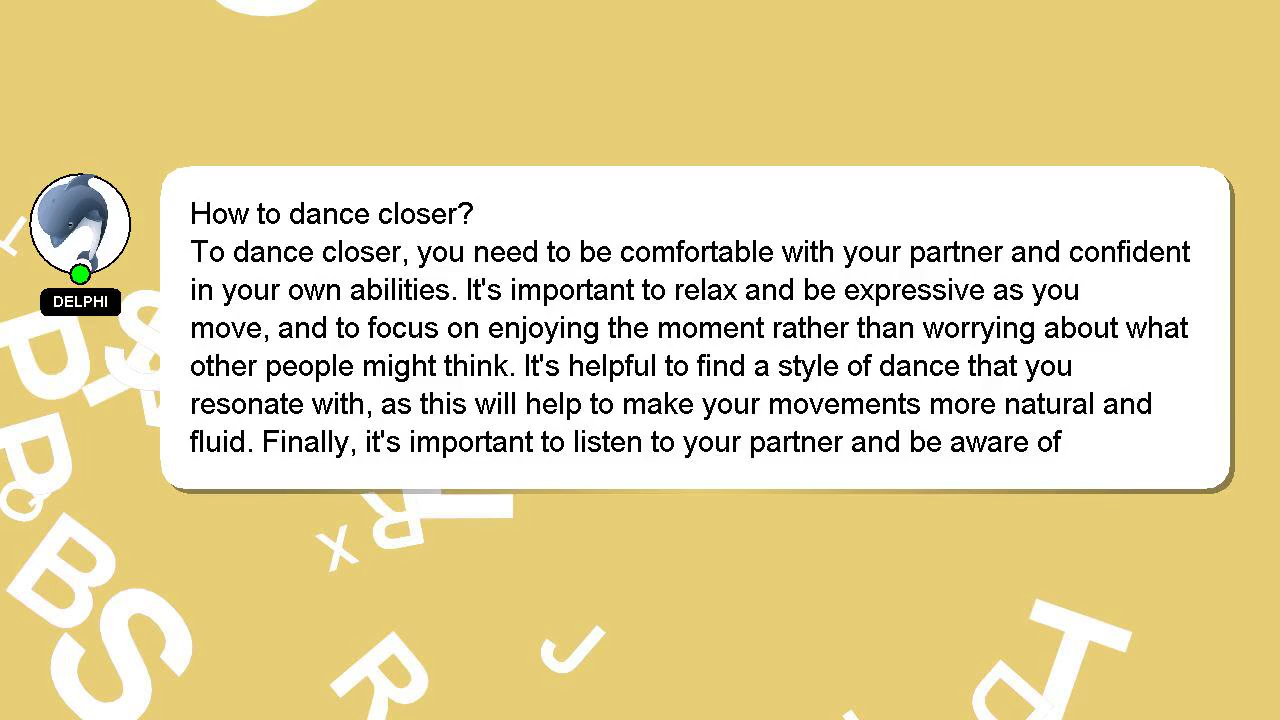 How to dance closer?
To dance closer, you need to be comfortable with your partner and confident
in your own abilities. It's important to relax and be expressive as you
move, and to focus on enjoying the moment rather than worrying about what
other people might think. It's helpful to find a style of dance that you
resonate with, as this will help to make your movements more natural and
fluid. Finally, it's important to listen to your partner and be aware of
DELPHI
I
S
P
R
Q
B
S
X
R
R
J
T
D